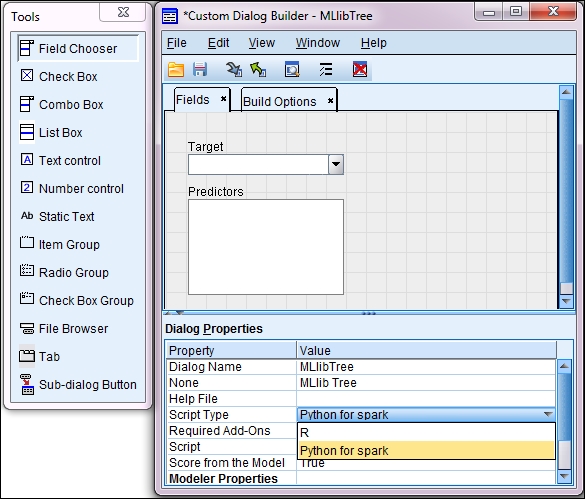 Tools
Field Chooser
Check Box
Combo Box
List Box
Text control
Number control
Ab Static Text
Item Group
Radio Group
Check Box Group
File Browser
Tab
Sub-dialog Button
*Custom Dialog Builder - MLlibTree
File Edit View Window Help
Fields Build Options
Target
Predictors
Dialog Properties
Property Value
Dialog Name MLlibTree
None MLlib Tree
Help File
Script Type Python for spark
Required Add-Ons R
Script Python for spark
Score from the Model True
Modeler Properties